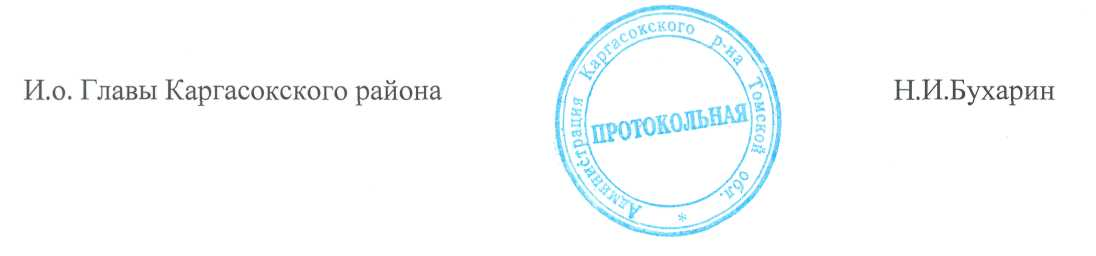 И.о. Главы Каргасокского района
Администрация Каргасокского р-на Томской обл. *
ПРОТОКОЛЬНАЯ
Н.И.Бухарин